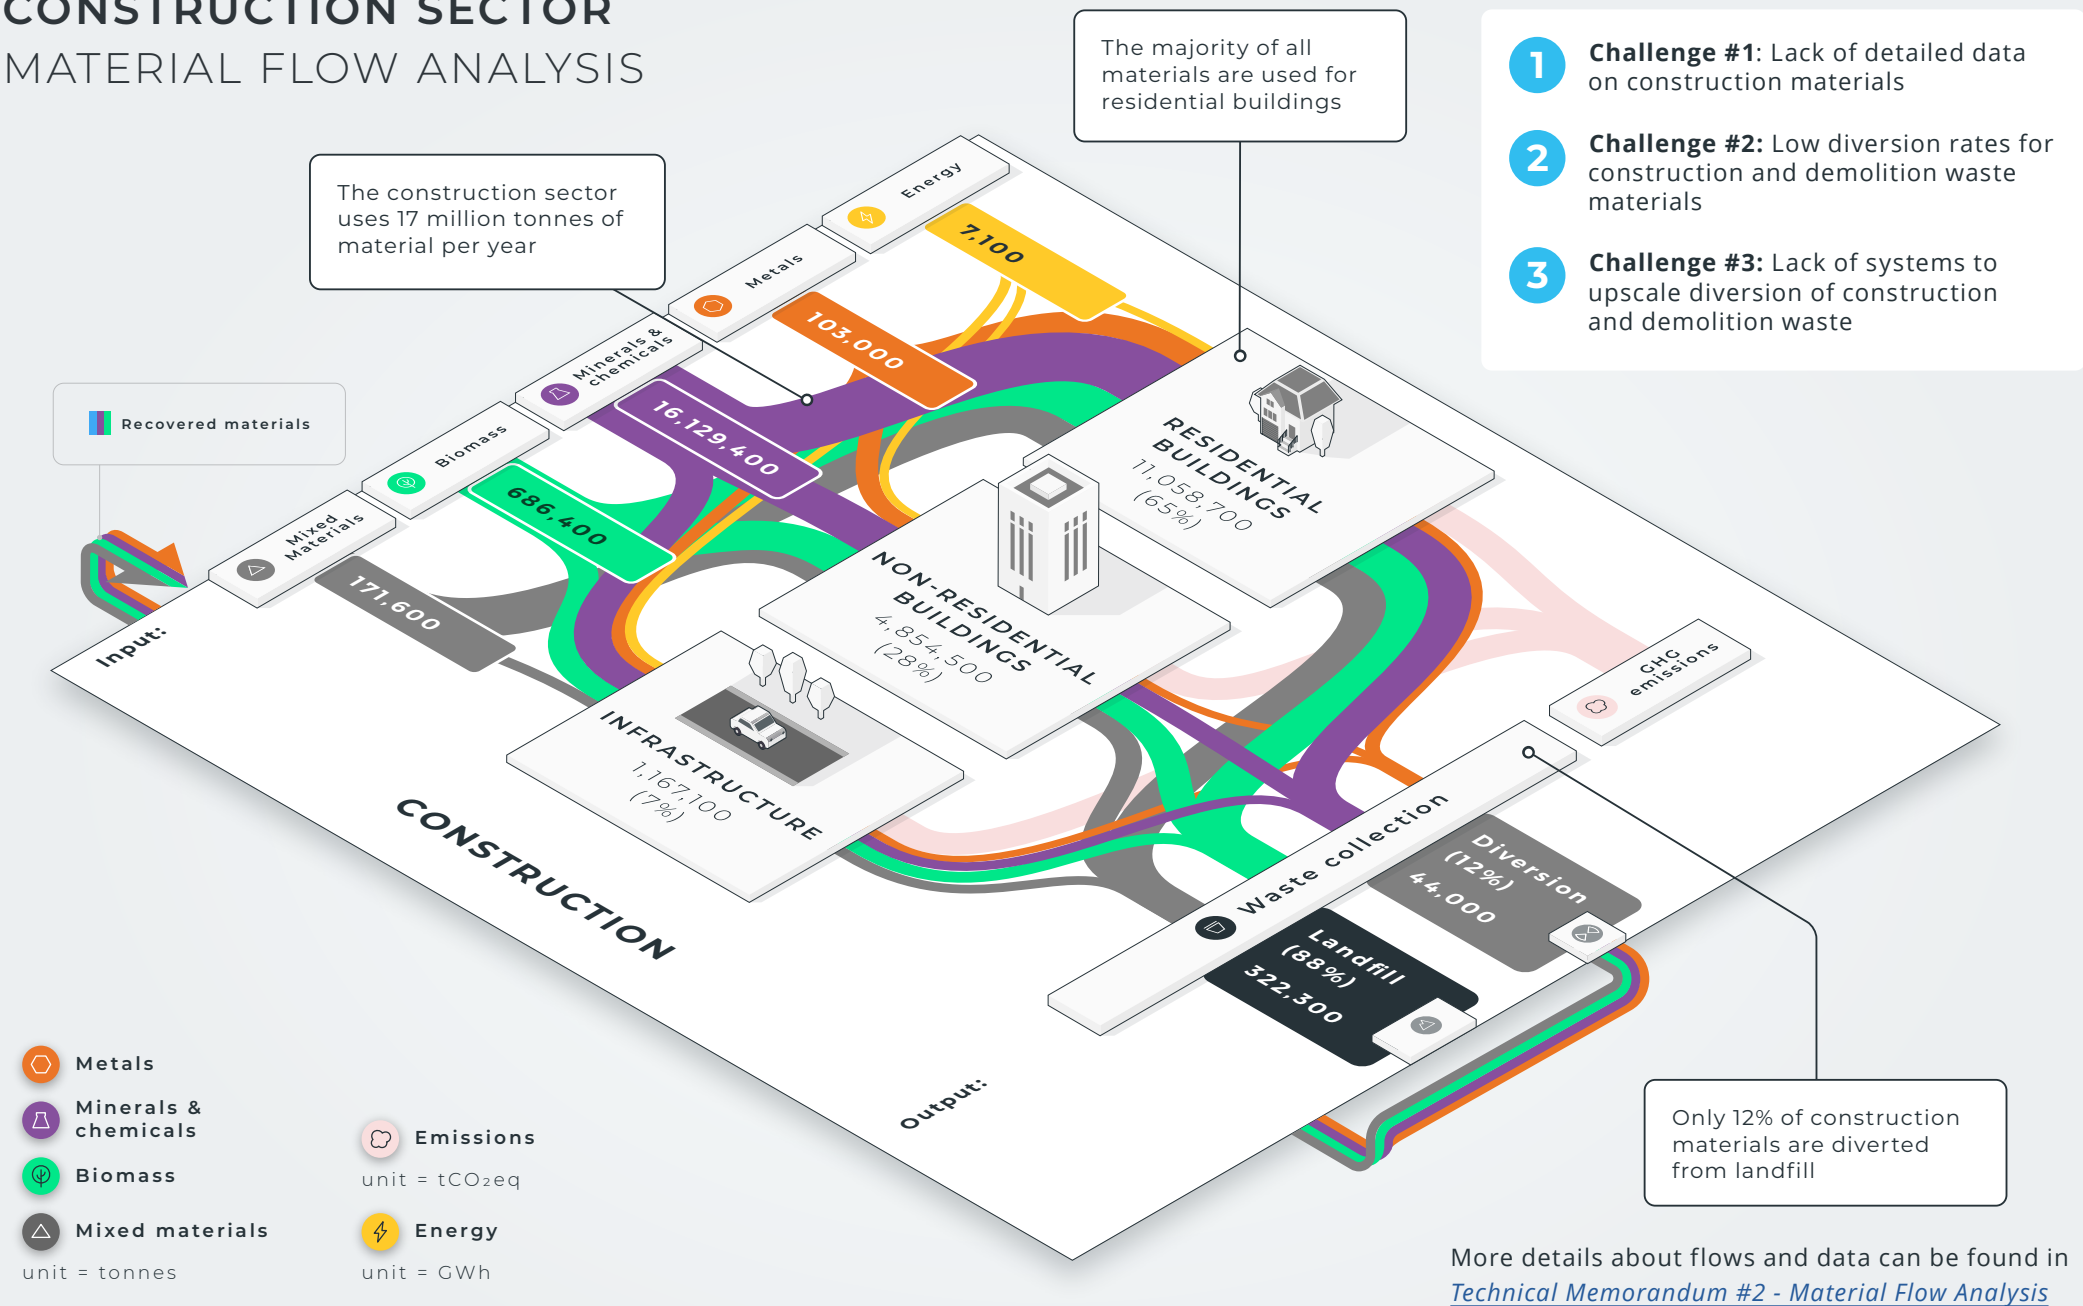 CONSTRUCTION SECTOR
MATERIAL FLOW ANALYSIS
The majority of all
materials are used for
residential buildings
1
Challenge #1: Lack of detailed data
on construction materials
2
Challenge #2: Low diversion rates for
construction and demolition waste
materials
3
Challenge #3: Lack of systems to
upscale diversion of construction
and demolition waste
The construction sector
uses 17 million tonnes of
material per year
Recovered materials
Input:
Energy
7,100
Metals
103,000
Minerals &
chemicals
16,129,400
Biomass
686,400
Mixed
Materials
171,600
RESIDENTIAL
BUILDINGS
11,058,700
(65%)
NON-RESIDENTIAL
BUILDINGS
4,854,500
(28%)
INFRASTRUCTURE
1,167,100
(7%)
CONSTRUCTION
GHG
emissions
Waste collection
Diversion
(12%)
44,000
Landfill
(88%)
322,300
Output:
Only 12% of construction
materials are diverted
from landfill
Metals
Minerals &
chemicals
Biomass
Mixed materials
unit = tonnes
Emissions
unit = tCO₂eq
Energy
unit = GWh
More details about flows and data can be found in
Technical Memorandum #2 - Material Flow Analysis